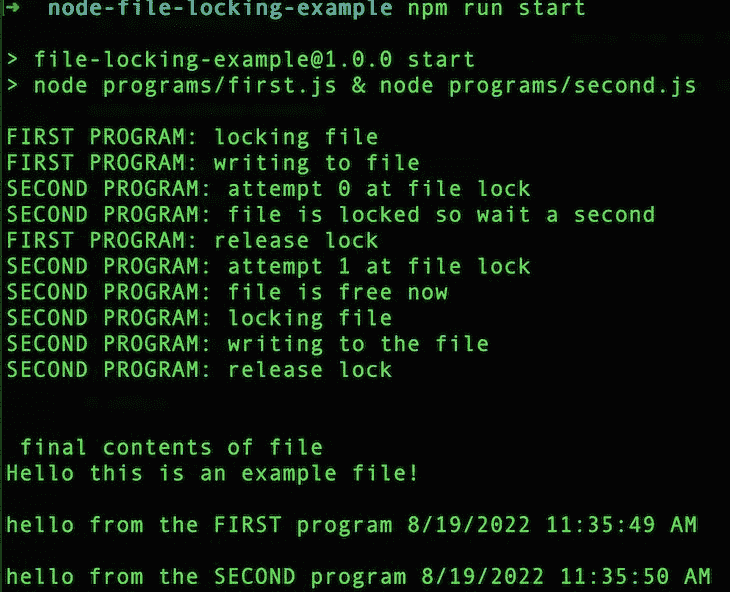 ➜ node-file-locking-example npm run start
> file-locking-example@1.0.0 start
> node programs/first.js & node programs/second.js
FIRST PROGRAM: locking file
FIRST PROGRAM: writing to file
SECOND PROGRAM: attempt 0 at file lock
SECOND PROGRAM: file is locked so wait a second
FIRST PROGRAM: release lock
SECOND PROGRAM: attempt 1 at file lock
SECOND PROGRAM: file is free now
SECOND PROGRAM: locking file
SECOND PROGRAM: writing to the file
SECOND PROGRAM: release lock
final contents of file
Hello this is an example file!
hello from the FIRST program 8/19/2022 11:35:49 AM
hello from the SECOND program 8/19/2022 11:35:50 AM